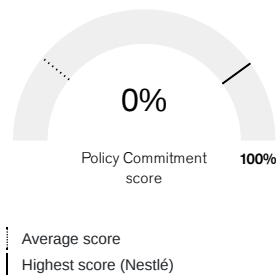 0%
Policy Commitment 100%
score
Average score
Highest score (Nestlé)